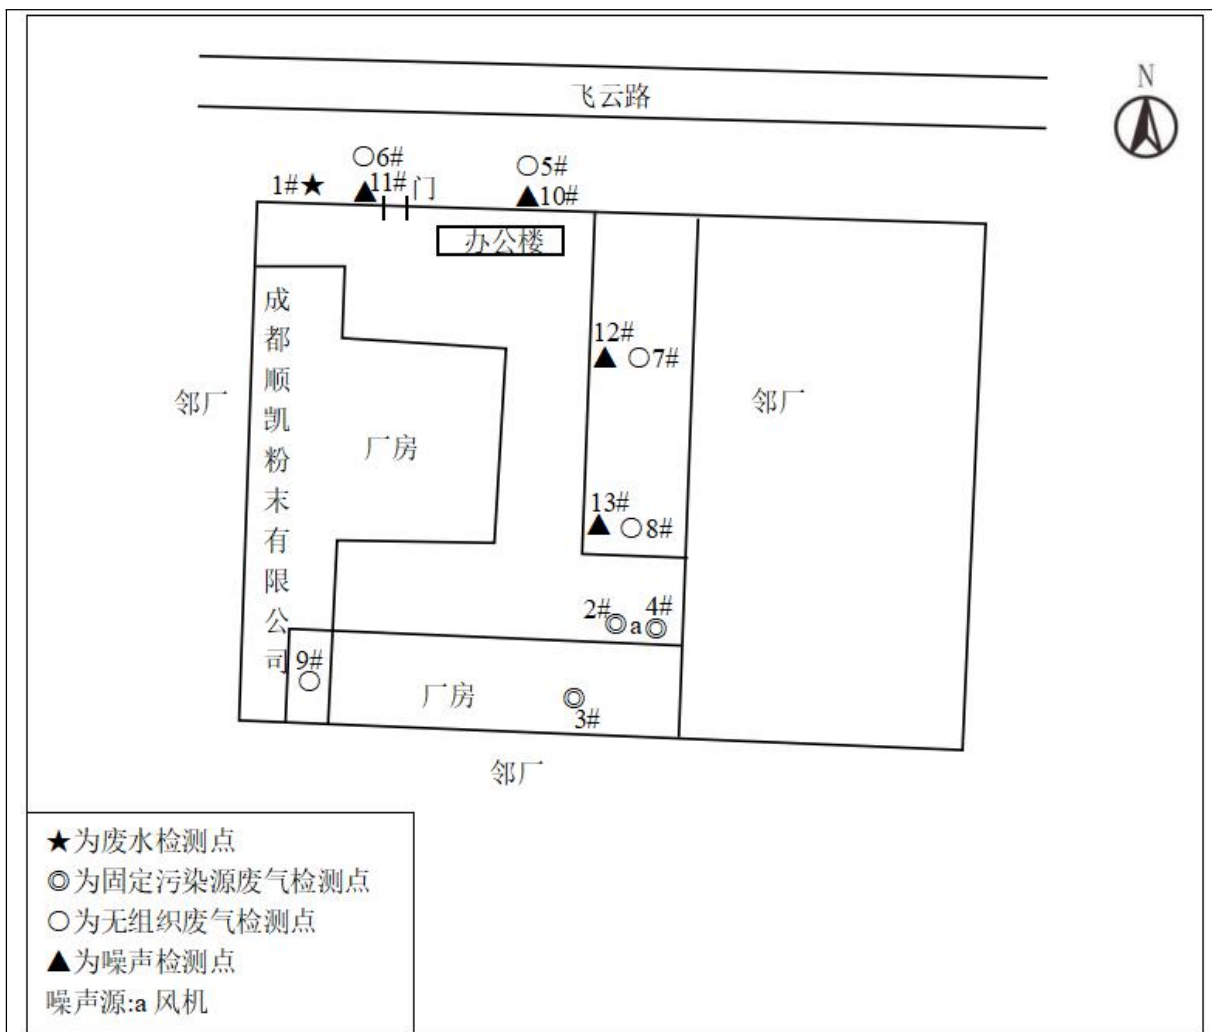 N
飞云路
○6#
○5#
1#★
▲11#
门
▲10#
办公楼
成都顺凯粉末有限公司
12#
▲ ○7#
邻厂
邻厂
厂房
13#
▲ ○8#
2#◎a
4#◎
9#
○
厂房
◎
3#
邻厂
★为废水检测点
◎为固定污染源废气检测点
○为无组织废气检测点
▲为噪声检测点
噪声源:a 风机